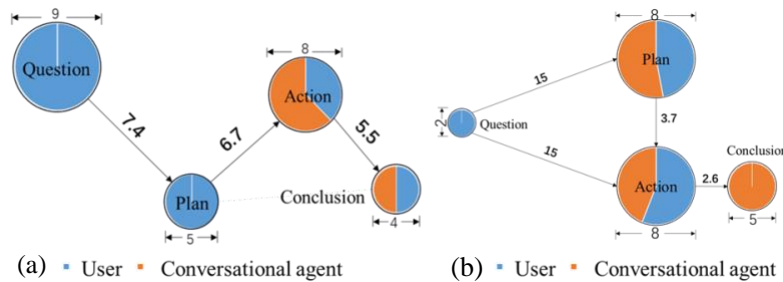 9
Question
7.4
Plan
5
6.7
8
Action
5.5
Conclusion
4
(a) User Conversational agent
8
Plan
15
2
Question
15
3.7
Action
8
2.6
Conclusion
5
(b) User Conversational agent